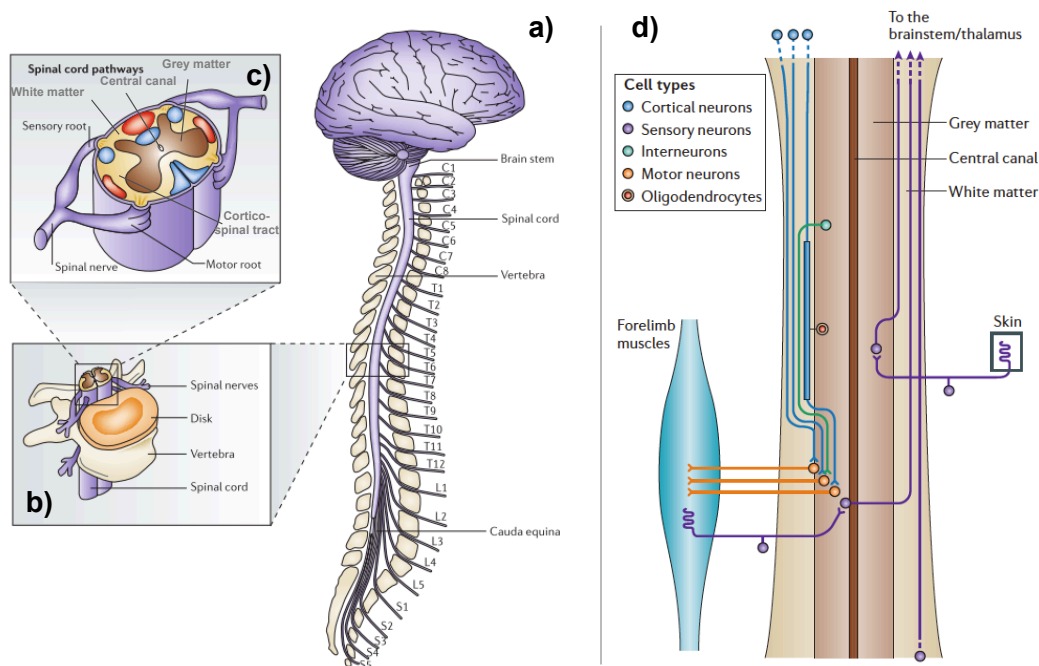 a)
Brain stem
C1
C2
C3
C4
Spinal cord
C5
C6
C7
Vertebra
C8
T1
T2
T3
T4
T5
T6
T7
T8
T9
T10
T11
T12
L1
L2
Cauda equina
L3
L4
L5
S1
S2
S3
S4
S5
c)
Spinal cord pathways
Grey matter
Central canal
White matter
Sensory root
Cortico-
spinal tract
Spinal nerve
Motor root
b)
Spinal nerves
Disk
Vertebra
Spinal cord
d)
To the
brainstem/thalamus
Cell types
Cortical neurons
Sensory neurons
Interneurons
Motor neurons
Oligodendrocytes
Grey matter
Central canal
White matter
Forelimb
muscles
Skin